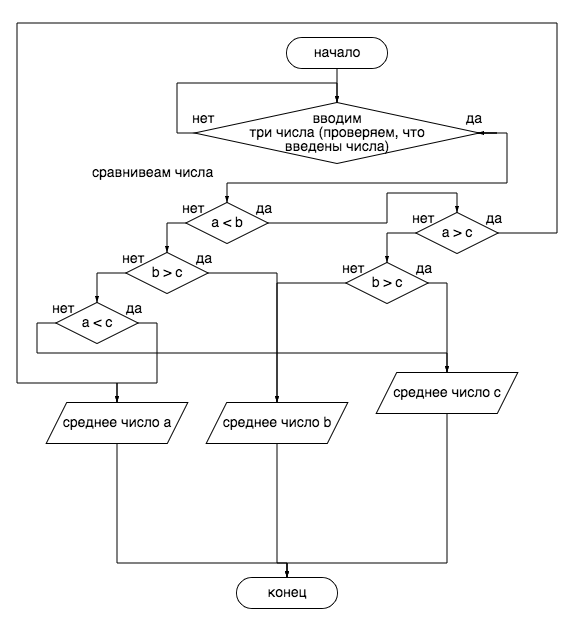 начало
нет
вводим
да
три числа (проверяем, что
введены числа)
сравнивеам числа
нет
да
a < b
нет
да
a > c
нет
да
b > c
нет
да
b > c
нет
да
a < c
среднее число c
среднее число a
среднее число b
конец